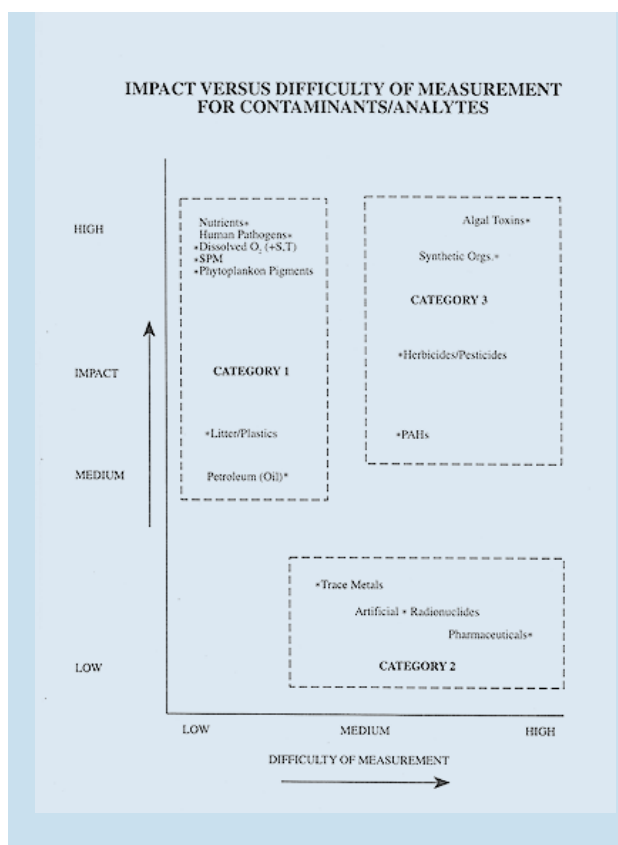 IMPACT VERSUS DIFFICULTY OF MEASUREMENT
FOR CONTAMINANTS/ANALYTES
HIGH
IMPACT
MEDIUM
LOW
Nutrients*
Human Pathogens*
*Dissolved O2 (+S,T)
*SPM
*Phytoplankon Pigments
CATEGORY 1
*Litter/Plastics
Petroleum (Oil)*
Algal Toxins*
Synthetic Orgs.*
CATEGORY 3
*Herbicides/Pesticides
*PAHs
*Trace Metals
Artificial * Radionuclides
Pharmaceuticals*
CATEGORY 2
LOW
MEDIUM
HIGH
DIFFICULTY OF MEASUREMENT